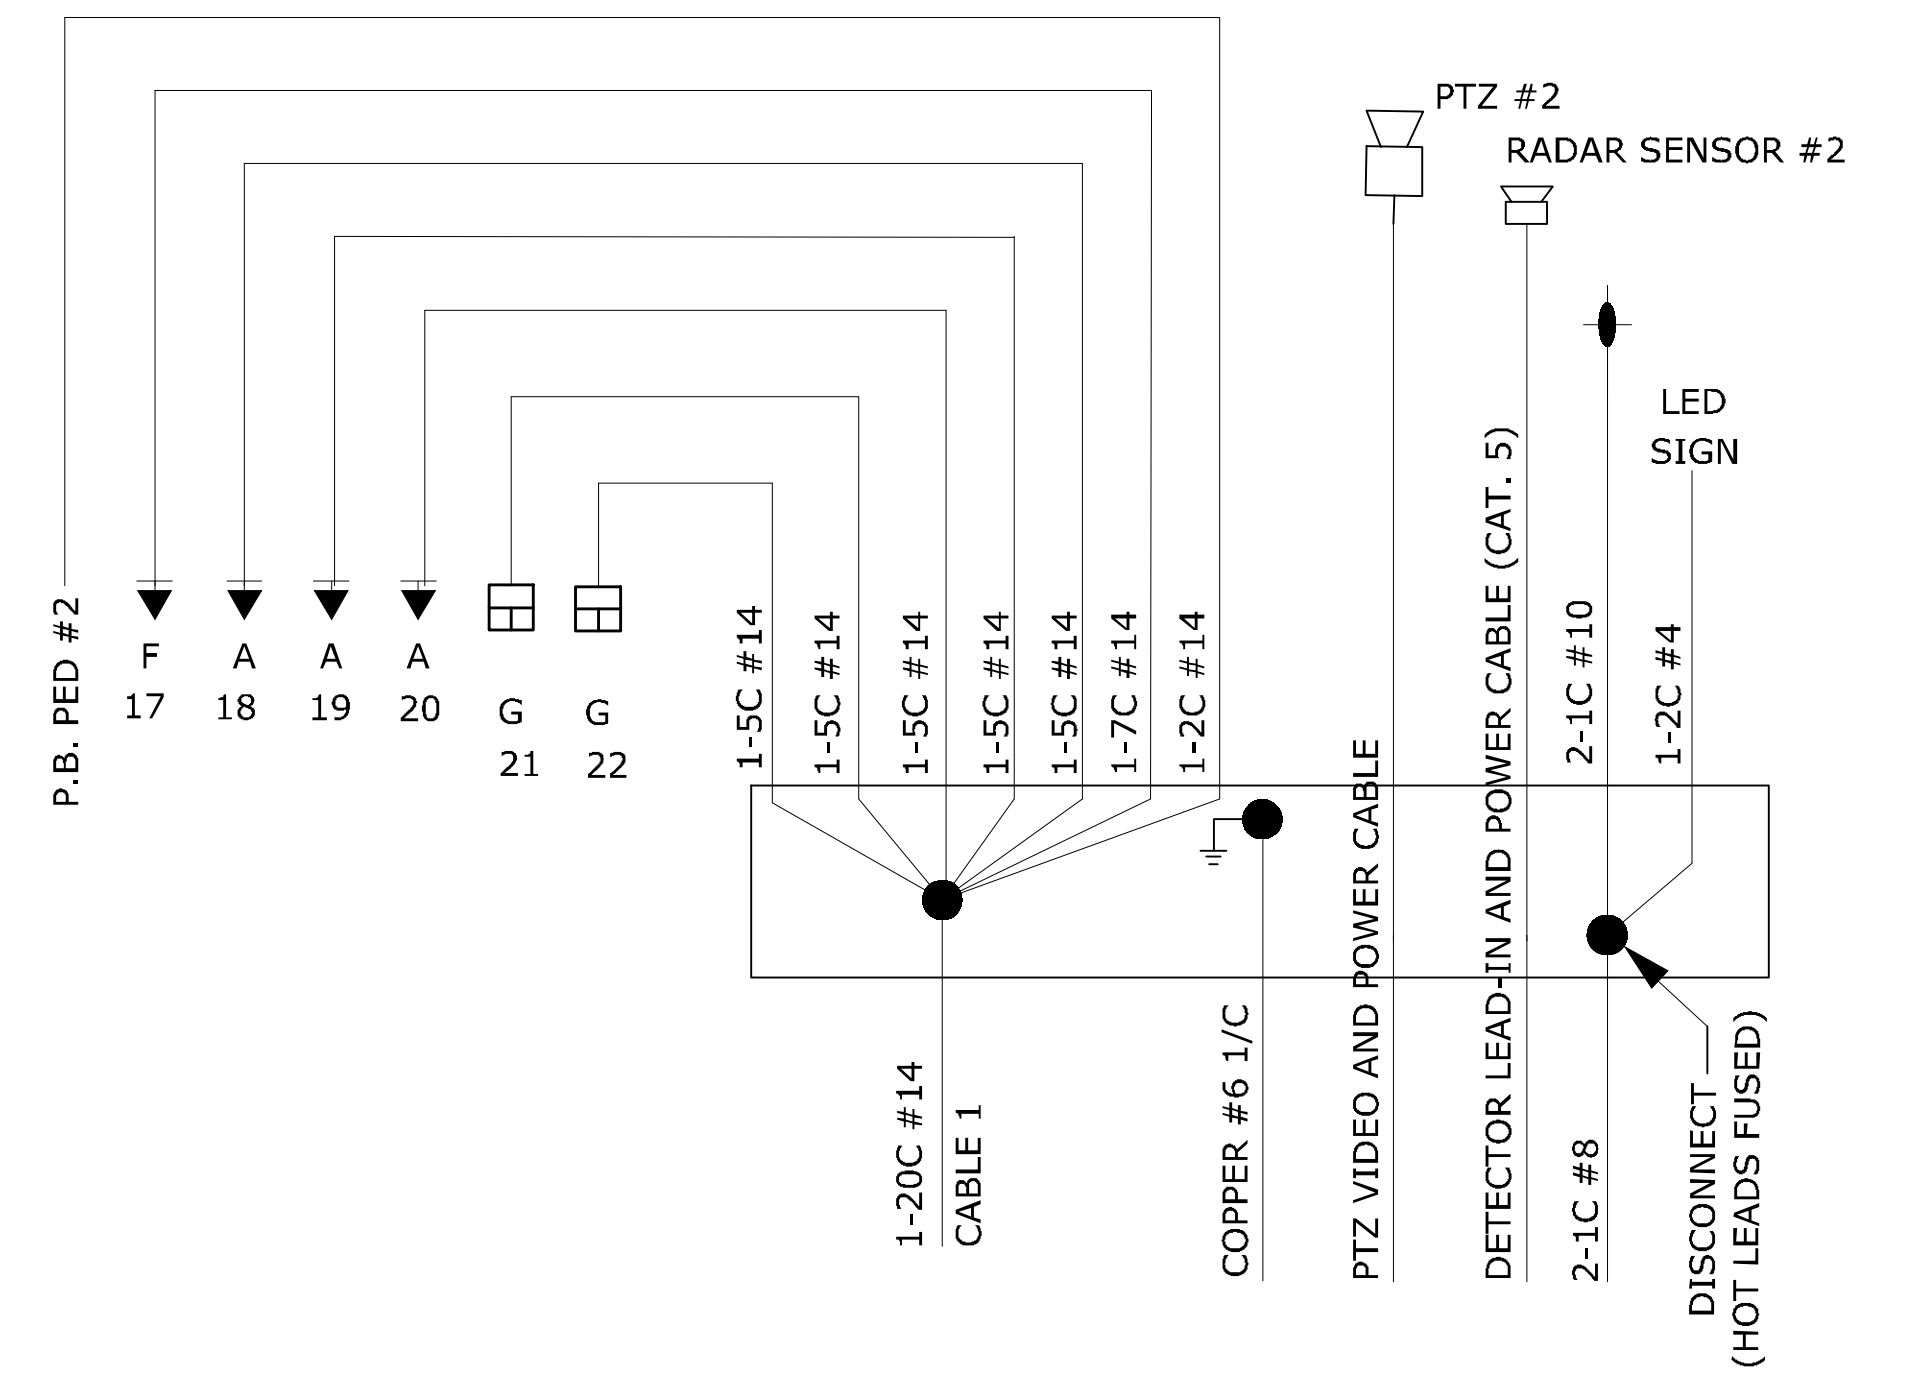 PTZ #2
RADAR SENSOR #2
LED
SIGN
P.B. PED #2
F
17
A
18
A
19
A
20
G
21
G
22
1-5C #14
1-5C #14
1-5C #14
1-5C #14
1-5C #14
1-7C #14
1-2C #14
PTZ VIDEO AND POWER CABLE
DETECTOR LEAD-IN AND POWER CABLE (CAT. 5)
2-1C #10
1-2C #4
1-20C #14
CABLE 1
COPPER #6 1/C
2-1C #8
DISCONNECT
(HOT LEADS FUSED)